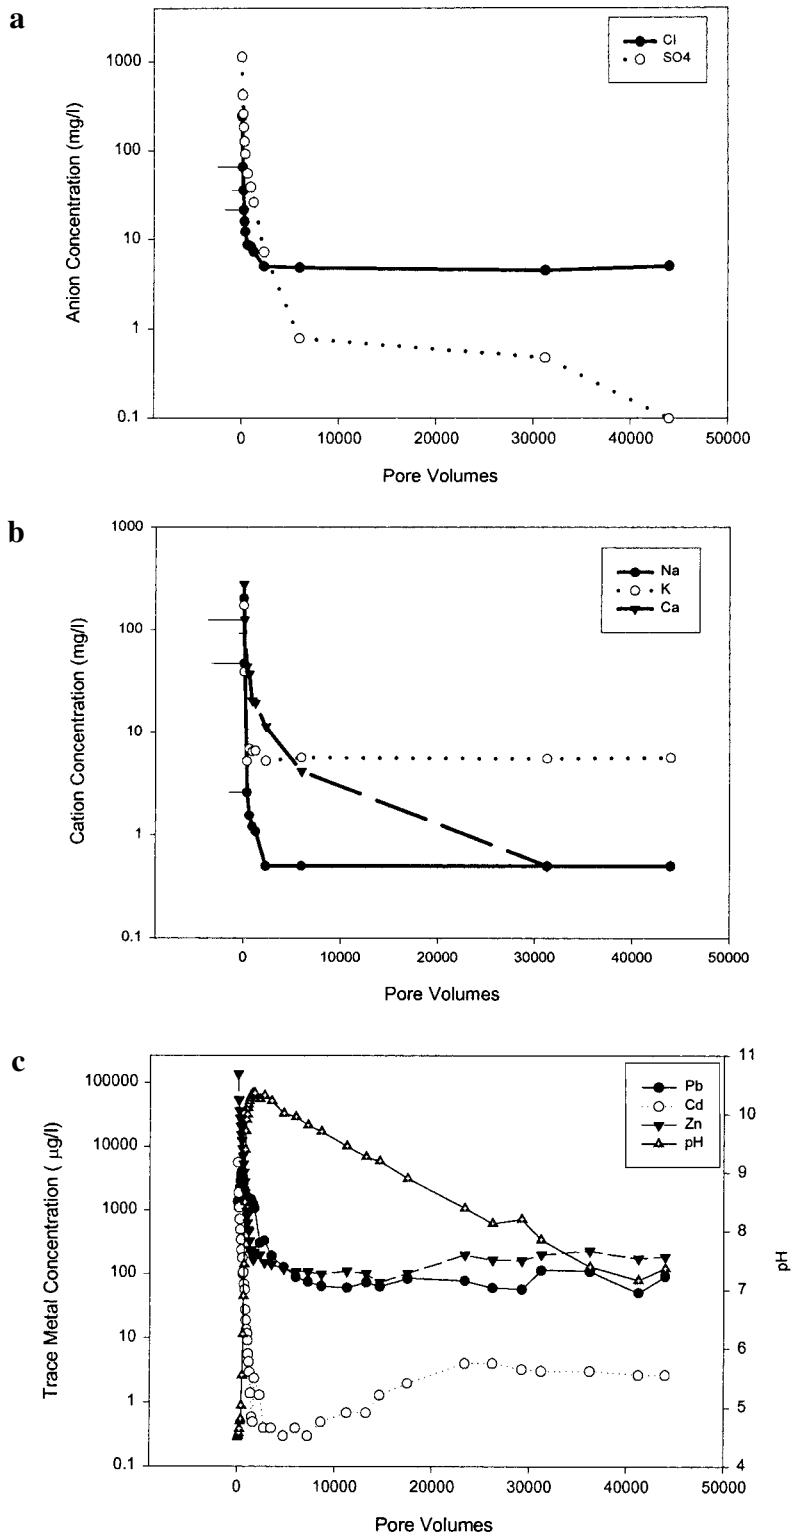 a
Cl
SO4
1000
100
10
1
0.1
Anion Concentration (mg/l)
0 10000 20000 30000 40000 50000
Pore Volumes
b
Na
K
Ca
1000
100
10
1
0.1
Cation Concentration (mg/l)
0 10000 20000 30000 40000 50000
Pore Volumes
c
Pb
Cd
Zn
pH
100000
10000
1000
100
10
1
0.1
Trace Metal Concentration ( μg/l)
11
10
9
8
7
6
5
4
pH
0 10000 20000 30000 40000 50000
Pore Volumes